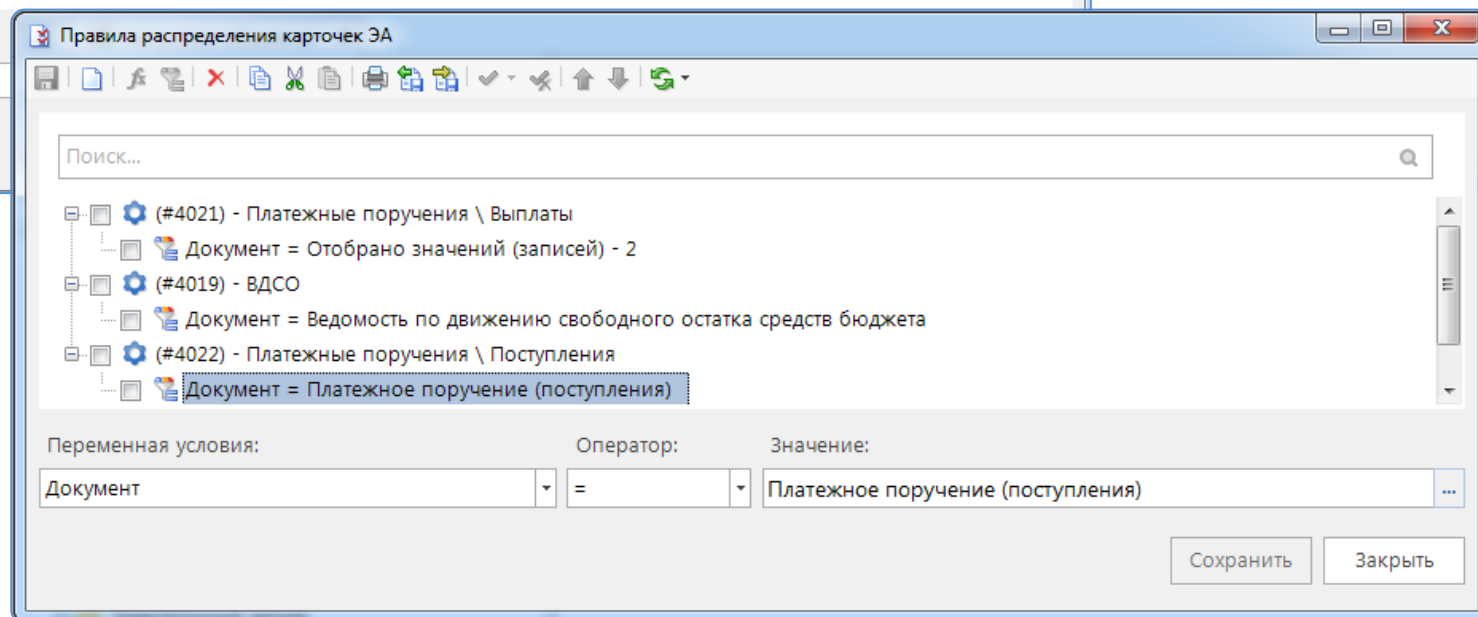 Правила распределения карточек ЭА
Поиск...
(#4021) - Платежные поручения \ Выплаты
Документ = Отобрано значений (записей) - 2
(#4019) - ВДСО
Документ = Ведомость по движению свободного остатка средств бюджета
(#4022) - Платежные поручения \ Поступления
Документ = Платежное поручение (поступления)
Переменная условия: Оператор: Значение:
Документ = Платежное поручение (поступления) ...
Сохранить Закрыть